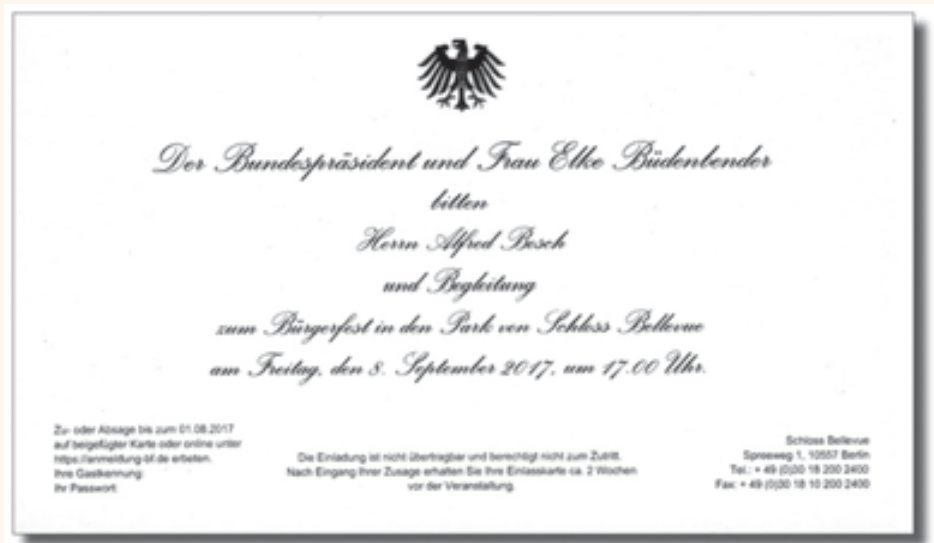 Der Bundespräsident und Frau Elke Büdenbender
bitten
Herrn Alfred Bosch
und Begleitung
zum Bürgerfest in den Park von Schloss Bellevue
am Freitag, den 8. September 2017, um 17.00 Uhr.
Zu- oder Absage bis zum 01.08.2017
auf beigefügter Karte oder online unter
https://anmeldung-bf.de erbeten.
Ihre Gastkennung:
Ihr Passwort:
Die Einladung ist nicht übertragbar und berechtigt nicht zum Zutritt.
Nach Eingang Ihrer Zusage erhalten Sie Ihre Einlasskarte ca. 2 Wochen
vor der Veranstaltung.
Schloss Bellevue
Spreeweg 1, 10557 Berlin
Tel.: + 49 (0)30 18 200 2400
Fax: + 49 (0)30 18 10 200 2400